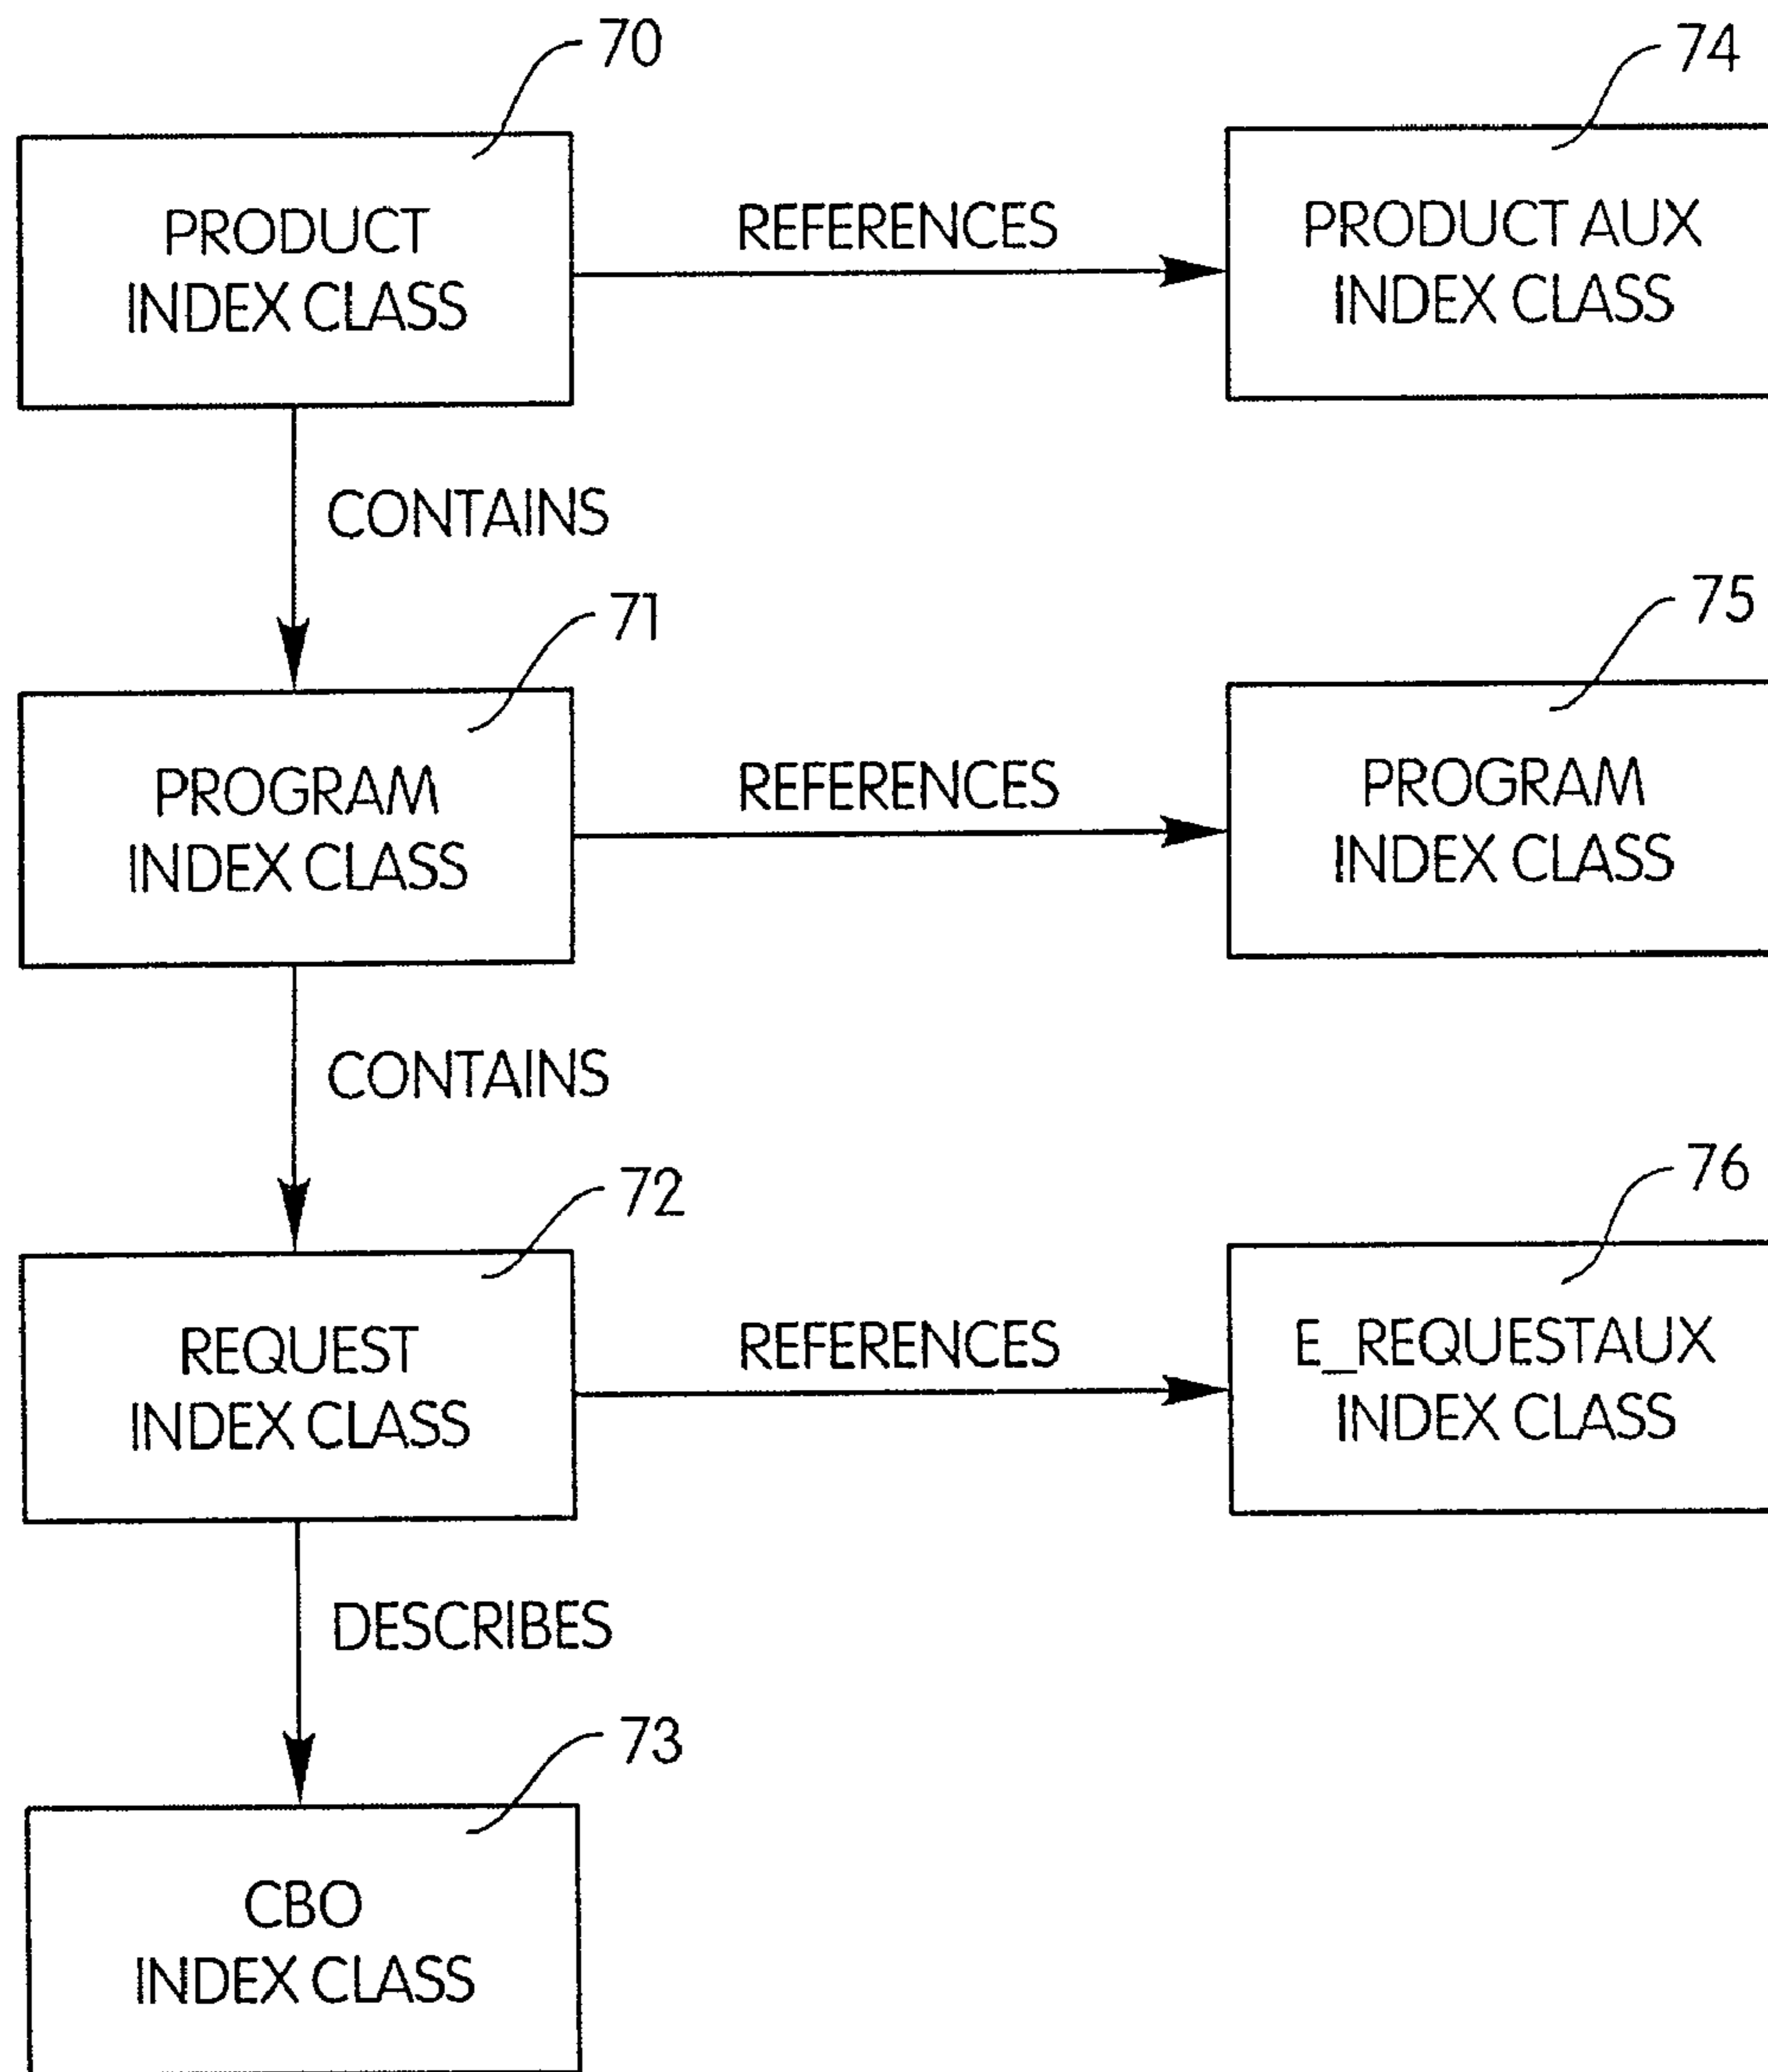 70
74
PRODUCT
INDEX CLASS
REFERENCES
PRODUCT AUX
INDEX CLASS
CONTAINS
71
75
PROGRAM
INDEX CLASS
REFERENCES
PROGRAM
INDEX CLASS
CONTAINS
72
76
REQUEST
INDEX CLASS
REFERENCES
E_REQUESTAUX
INDEX CLASS
DESCRIBES
73
CBO
INDEX CLASS